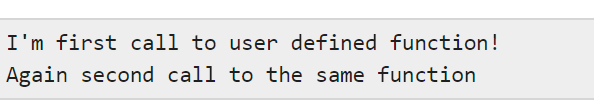 I'm first call to user defined function!
Again second call to the same function